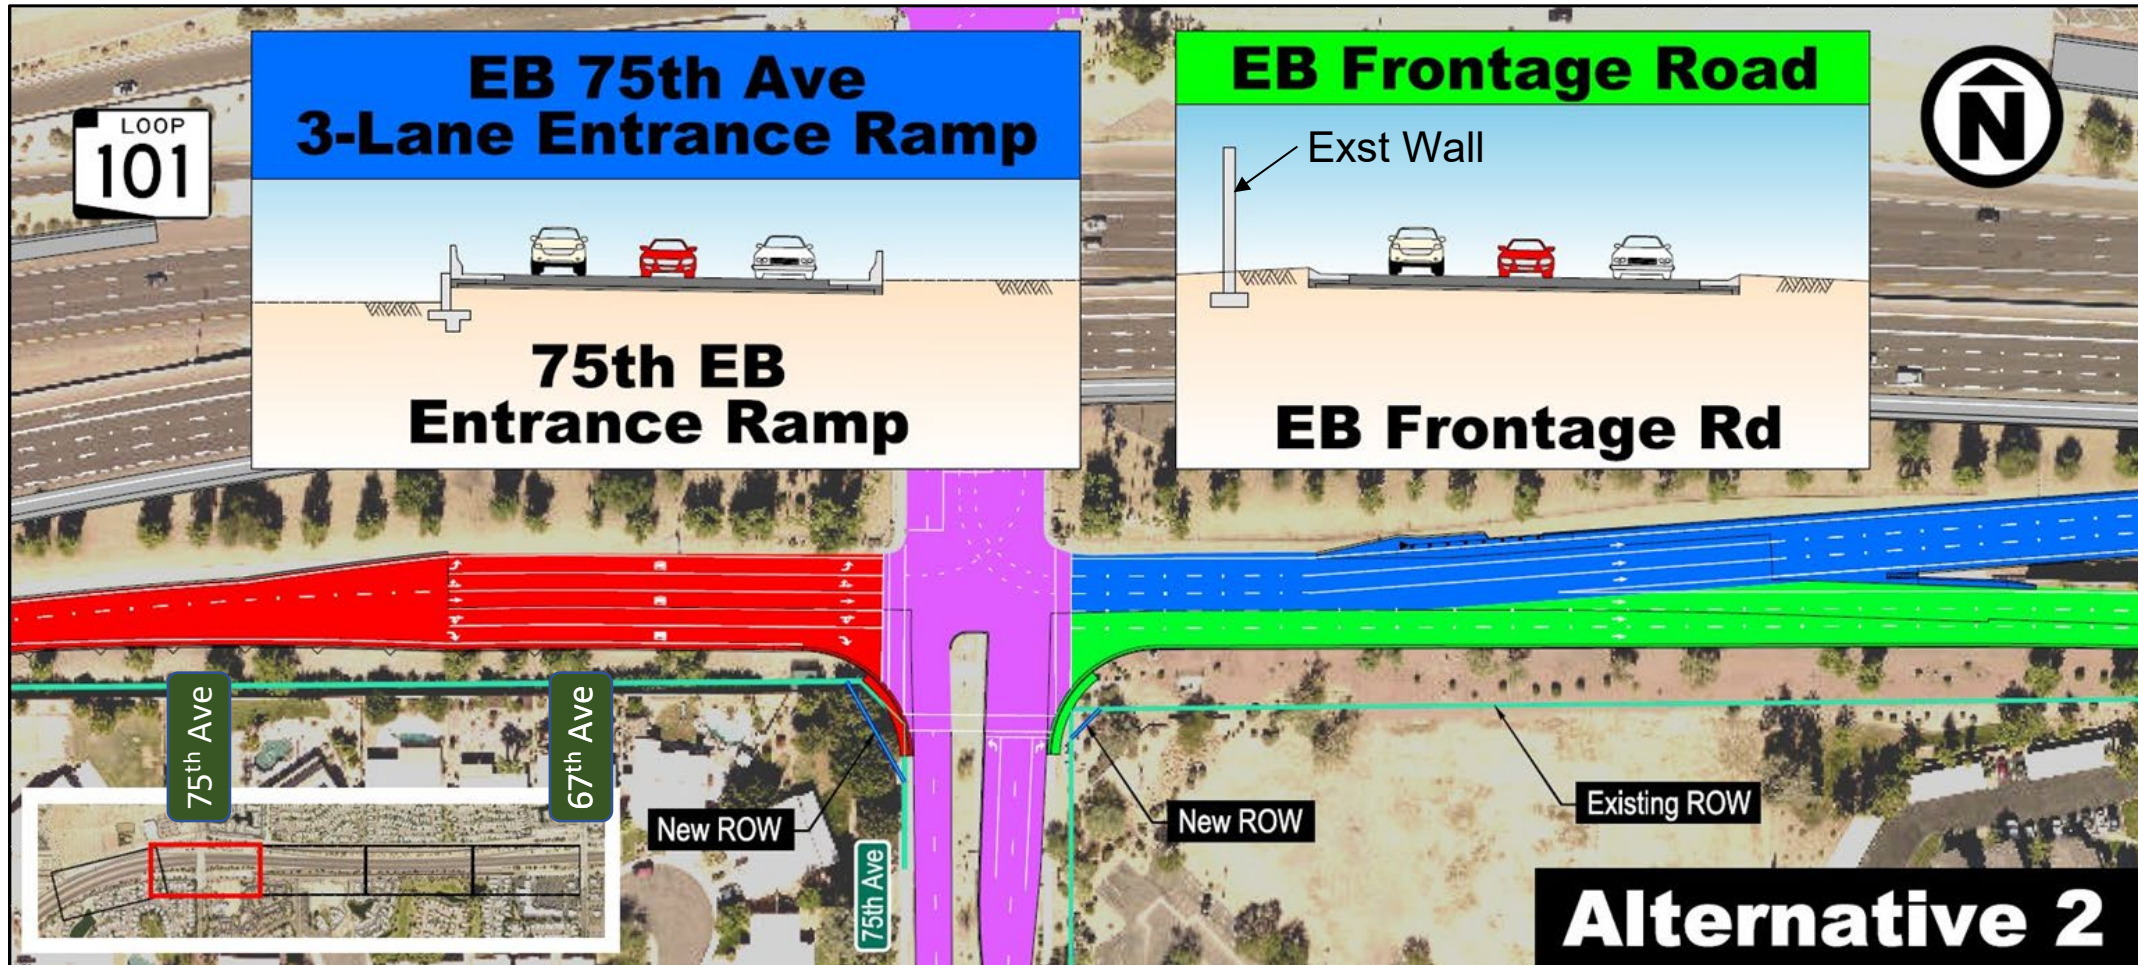 EB 75th Ave
3-Lane Entrance Ramp
EB Frontage Road
N
LOOP
101
Exst Wall
75th EB
Entrance Ramp
EB Frontage Rd
75th Ave
67th Ave
New ROW
75th Ave
New ROW
Existing ROW
Alternative 2